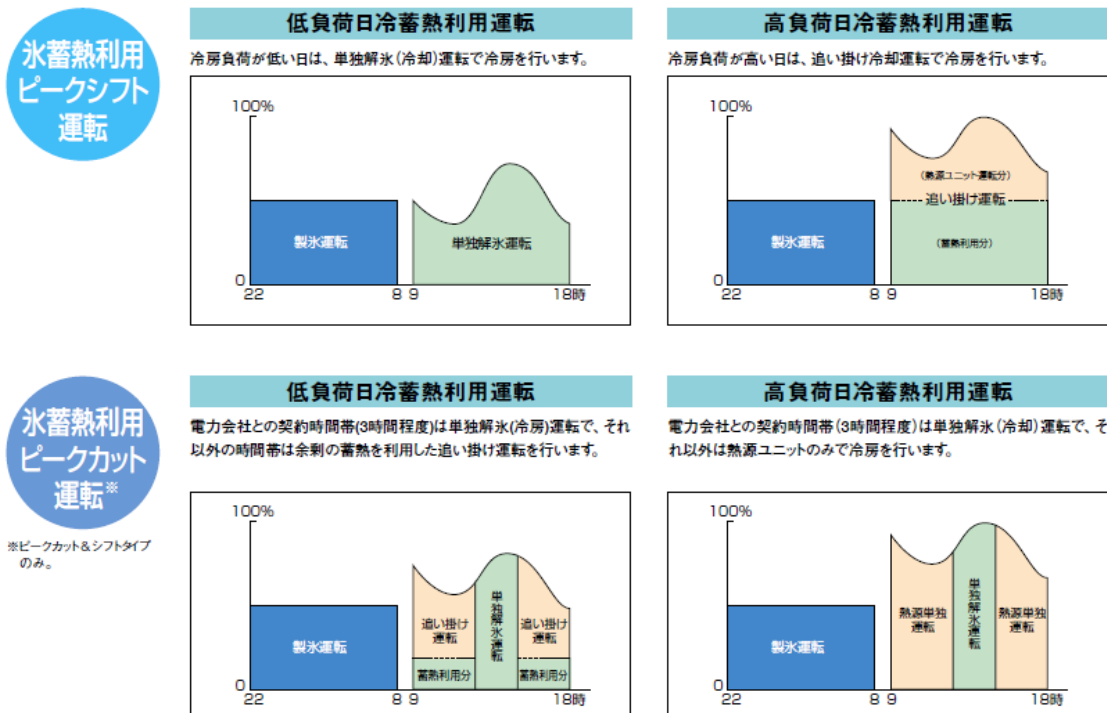 氷蓄熱利用
ピークシフト
運転
低負荷日冷蓄熱利用運転
冷房負荷が低い日は、単独解氷(冷却)運転で冷房を行います。
100%
製氷運転
単独解氷運転
0
22
8 9
18時
高負荷日冷蓄熱利用運転
冷房負荷が高い日は、追い掛け冷却運転で冷房を行います。
100%
(熱源ユニット運転分)
追い掛け運転
製氷運転
(蓄熱利用分)
0
22
8 9
18時
氷蓄熱利用
ピークカット
運転※
※ピークカット&シフトタイプ
のみ。
低負荷日冷蓄熱利用運転
電力会社との契約時間帯(3時間程度)は単独解氷(冷房)運転で、それ
以外の時間帯は余剰の蓄熱を利用した追い掛け運転を行います。
100%
製氷運転
追い掛け
運転
蓄熱利用分
単独解氷運転
追い掛け
運転
蓄熱利用分
0
22
8 9
18時
高負荷日冷蓄熱利用運転
電力会社との契約時間帯(3時間程度)は単独解氷(冷却)運転で、そ
れ以外は熱源ユニットのみで冷房を行います。
100%
製氷運転
熱源単独
運転
単独解氷運転
熱源単独
運転
0
22
8 9
18時